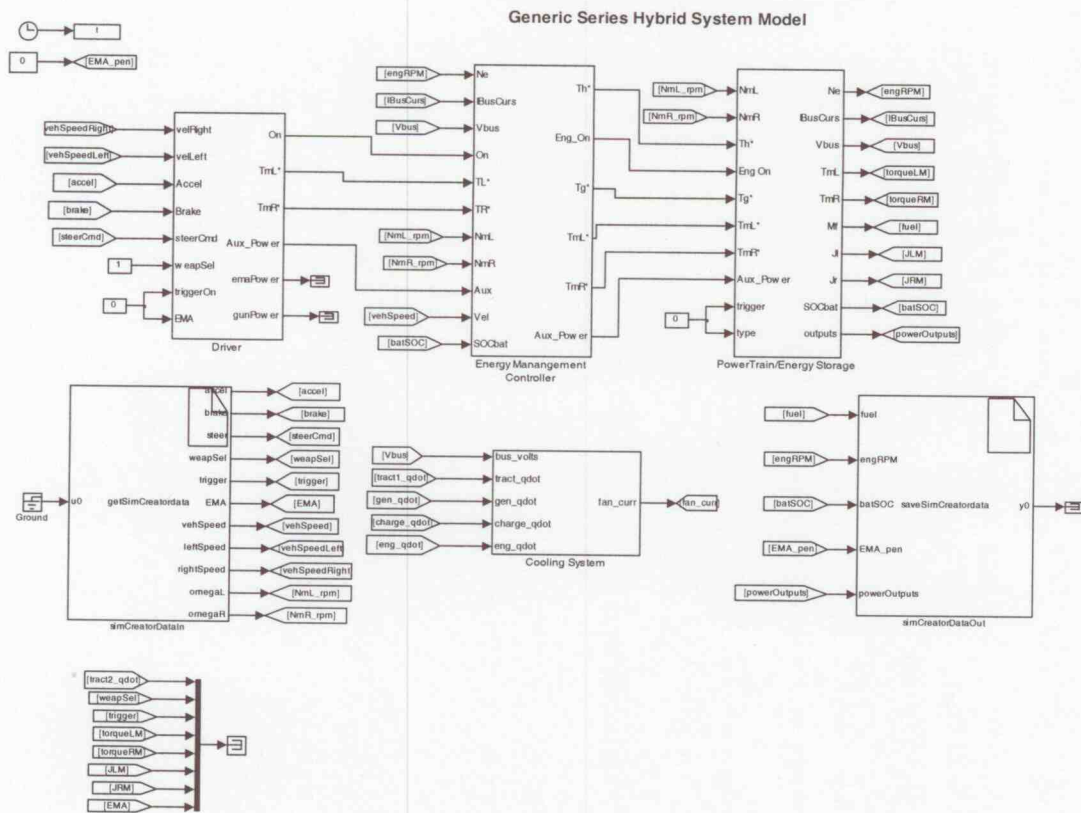 Generic Series Hybrid System Model
t
0
[EMA_pen]
[vehSpeedRight]
[vehSpeedLeft]
[accel]
[brake]
[steerCmd]
1
0
velRight
velLeft
Accel
Brake
steerCmd
weapSel
triggerOn
EMA
On
TmL*
TmR*
Aux_Power
emaPower
gunPower
Driver
[engRPM]
[IBusCurs]
[Vbus]
[NmL_rpm]
[NmR_rpm]
[vehSpeed]
[batSOC]
Ne
IBusCurs
Vbus
On
TL*
TR*
NmL
NmR
Aux
Vel
SOCbat
Th*
Eng_On
Tg*
TmL*
TmR*
Aux_Power
Energy Manangement
Controller
[NmL_rpm]
[NmR_rpm]
0
NmL
NmR
Th*
Eng On
Tg*
TmL*
TmR*
Aux_Power
trigger
type
Ne
IBusCurs
Vbus
TmL
TmR
Mf
Jl
Jr
SOCbat
outputs
PowerTrain/Energy Storage
[engRPM]
[IBusCurs]
[Vbus]
[torqueLM]
[torqueRM]
[fuel]
[JLM]
[JRM]
[batSOC]
[powerOutputs]
Ground
u0
getSimCreatordata
accel
brake
steer
weapSel
trigger
EMA
vehSpeed
leftSpeed
rightSpeed
omegaL
omegaR
simCreatorDataIn
[accel]
[brake]
[steerCmd]
[weapSel]
[trigger]
[EMA]
[vehSpeed]
[vehSpeedLeft]
[vehSpeedRight]
[NmL_rpm]
[NmR_rpm]
[Vbus]
[tract1_qdot]
[gen_qdot]
[charge_qdot]
[eng_qdot]
bus_volts
tract_qdot
gen_qdot
charge_qdot
eng_qdot
fan_curr
Cooling System
[fan_curr]
[fuel]
[engRPM]
[batSOC]
[EMA_pen]
[powerOutputs]
fuel
engRPM
batSOC
EMA_pen
powerOutputs
saveSimCreatordata
y0
simCreatorDataOut
[tract2_qdot]
[weapSel]
[trigger]
[torqueLM]
[torqueRM]
[JLM]
[JRM]
[EMA]